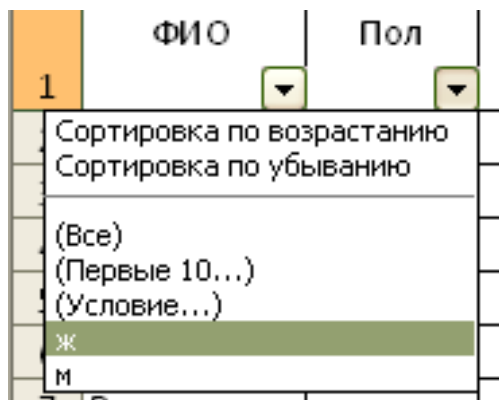 ФИО Пол
1
Сортировка по возрастанию
Сортировка по убыванию
(Все)
(Первые 10...)
(Условие...)
ж
м